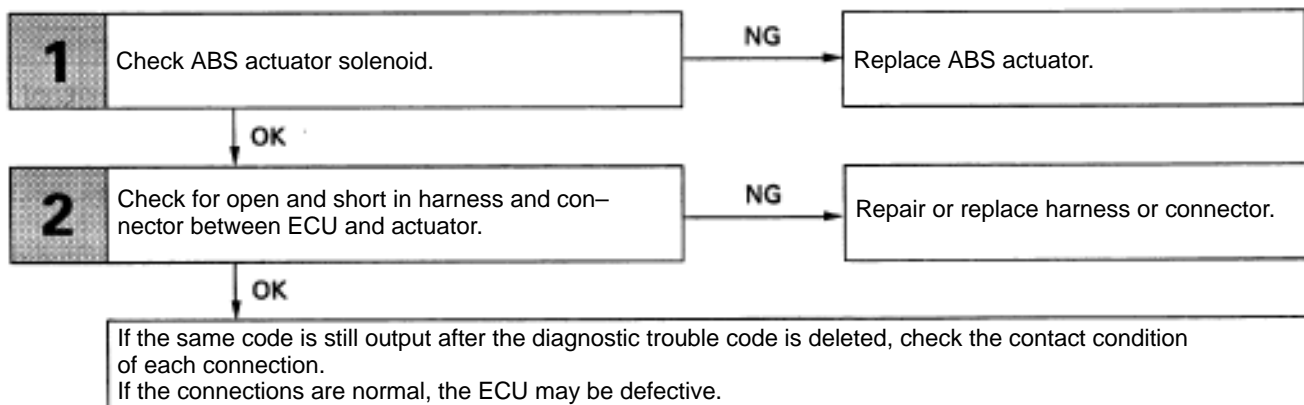 1
Check ABS actuator solenoid.
NG
Replace ABS actuator.
OK
2
Check for open and short in harness and con–
nector between ECU and actuator.
NG
Repair or replace harness or connector.
OK
If the same code is still output after the diagnostic trouble code is deleted, check the contact condition
of each connection.
If the connections are normal, the ECU may be defective.